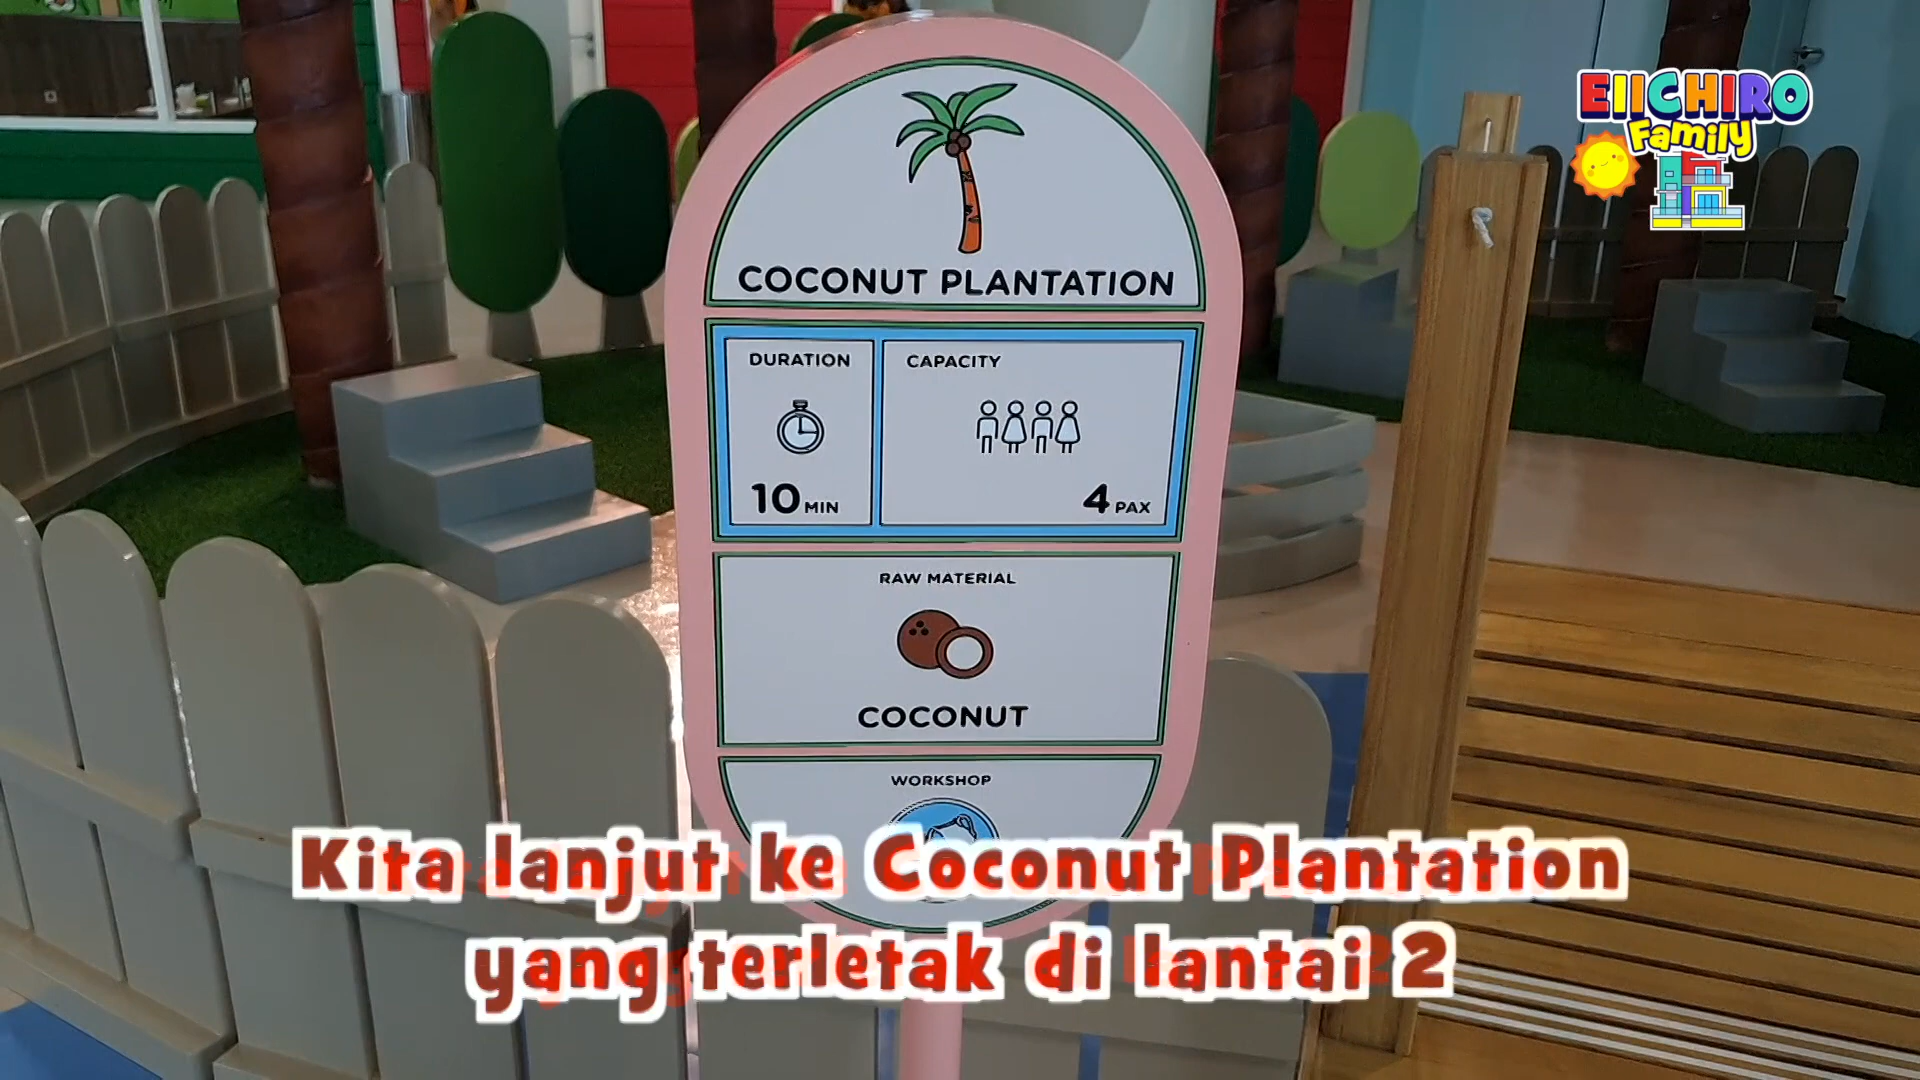 EIICHIRO
Family
COCONUT PLANTATION
DURATION
CAPACITY
10 MIN
4 PAX
RAW MATERIAL
COCONUT
WORKSHOP
Kita lanjut ke Coconut Plantation
yang terletak di lantai 2